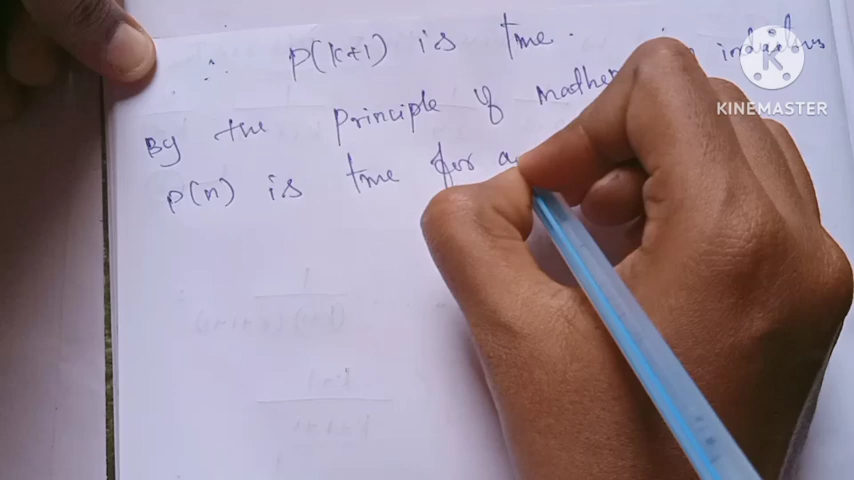 ∴ P(k+1) is true.
By the principle of mathe
P(n) is true for a
K
KINEMASTER